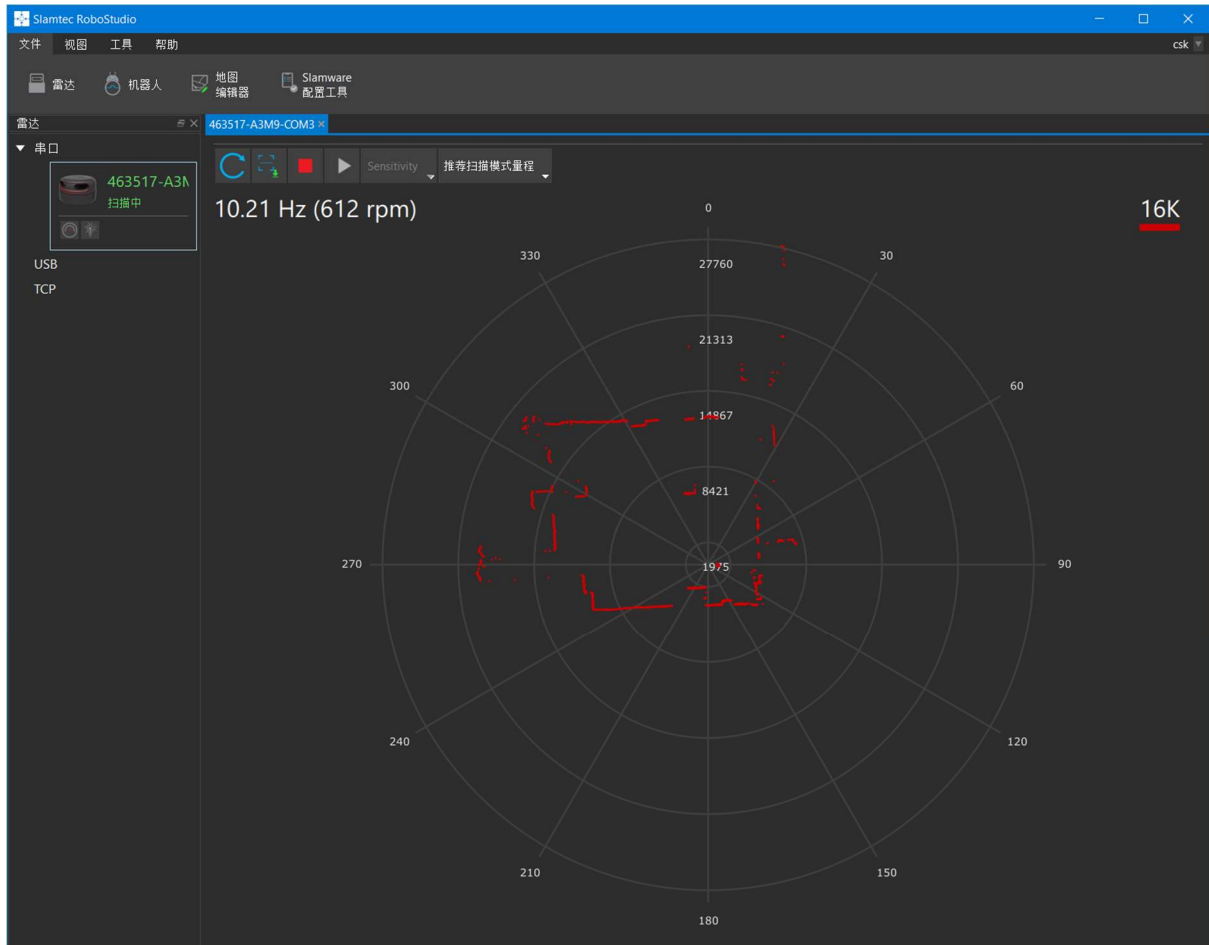 Slamtec RoboStudio
文件 视图 工具 帮助 csk
雷达 机器人 地图 Slamware
编辑器 配置工具
雷达 463517-A3M9-COM3
串口
463517-A3M
扫描中
USB
TCP
Sensitivity 推荐扫描模式量程
10.21 Hz (612 rpm) 16K
0
330 30
27760
21313
300 60
14867
8421
270 1975 90
240 120
210 150
180